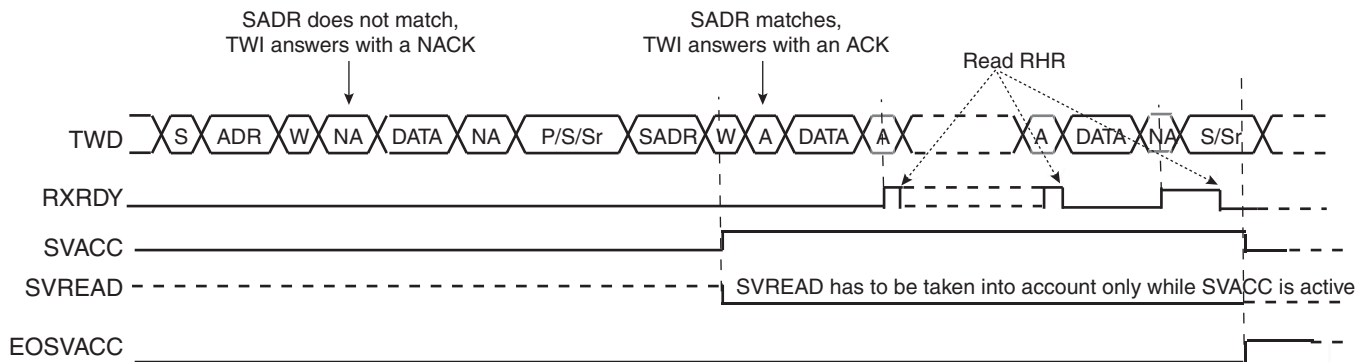 SADR does not match,
TWI answers with a NACK
SADR matches,
TWI answers with an ACK
Read RHR
TWD S ADR W NA DATA NA P/S/Sr SADR W A DATA A A DATA NA S/Sr
RXRDY
SVACC
SVREAD SVREAD has to be taken into account only while SVACC is active
EOSVACC